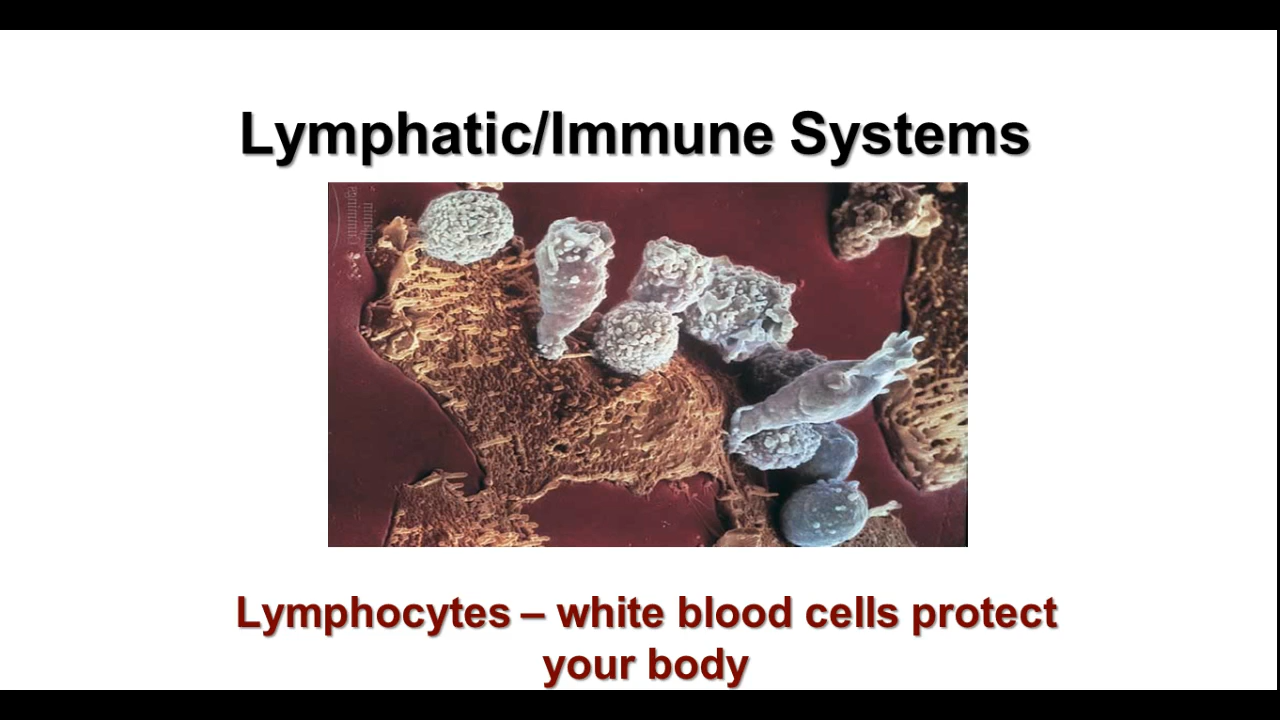 Lymphatic/Immune Systems
Lymphocytes – white blood cells protect
your body